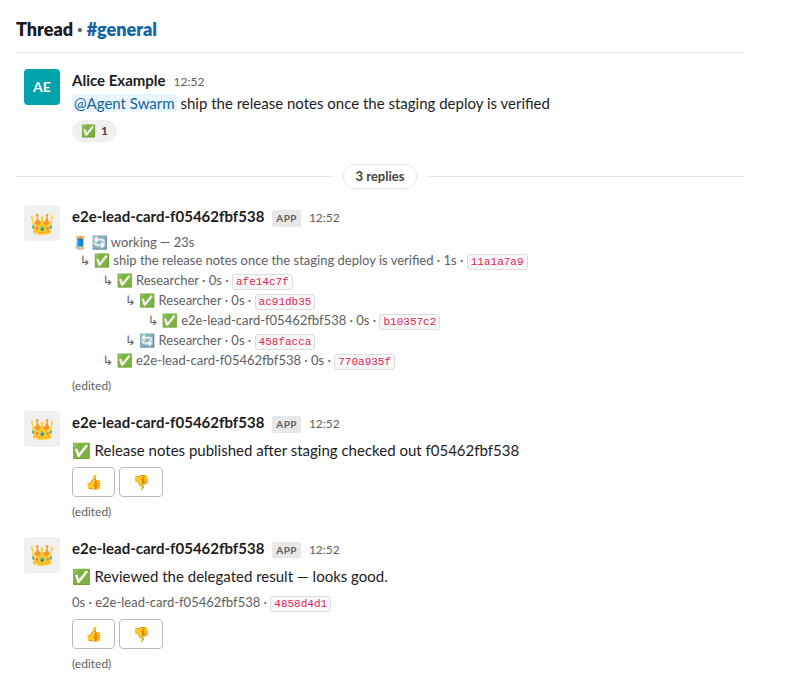 Thread · #general
AE
Alice Example 12:52
@Agent Swarm ship the release notes once the staging deploy is verified
✅ 1
3 replies
e2e-lead-card-f05462fbf538 APP 12:52
🧵 🔄 working — 23s
↳ ✅ ship the release notes once the staging deploy is verified · 1s · 11a1a7a9
↳ ✅ Researcher · 0s · afe14c7f
↳ ✅ Researcher · 0s · ac91db35
↳ ✅ e2e-lead-card-f05462fbf538 · 0s · b10357c2
↳ 🔄 Researcher · 0s · 458facca
↳ ✅ e2e-lead-card-f05462fbf538 · 0s · 770a935f
(edited)
e2e-lead-card-f05462fbf538 APP 12:52
✅ Release notes published after staging checked out f05462fbf538
👍 👎
(edited)
e2e-lead-card-f05462fbf538 APP 12:52
✅ Reviewed the delegated result — looks good.
0s · e2e-lead-card-f05462fbf538 · 4858d4d1
👍 👎
(edited)